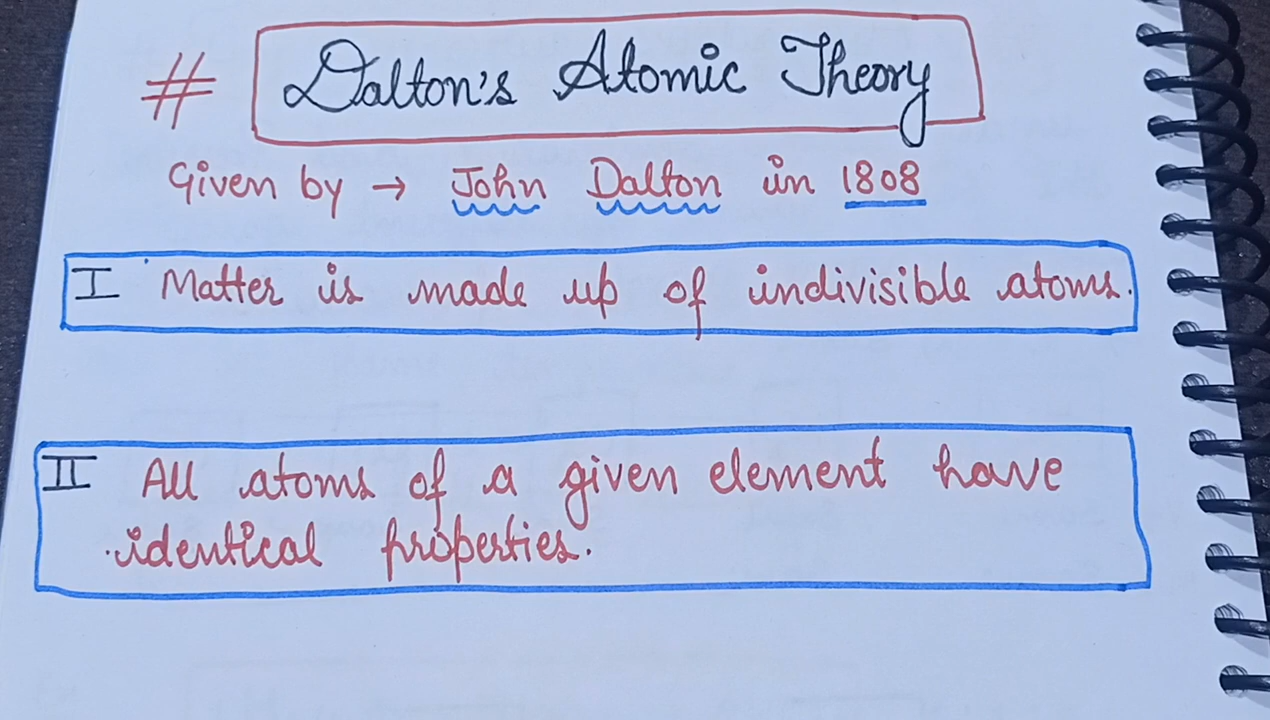 # Dalton's Atomic Theory
Given by → John Dalton in 1808
I Matter is made up of indivisible atoms.
II All atoms of a given element have
identical properties.